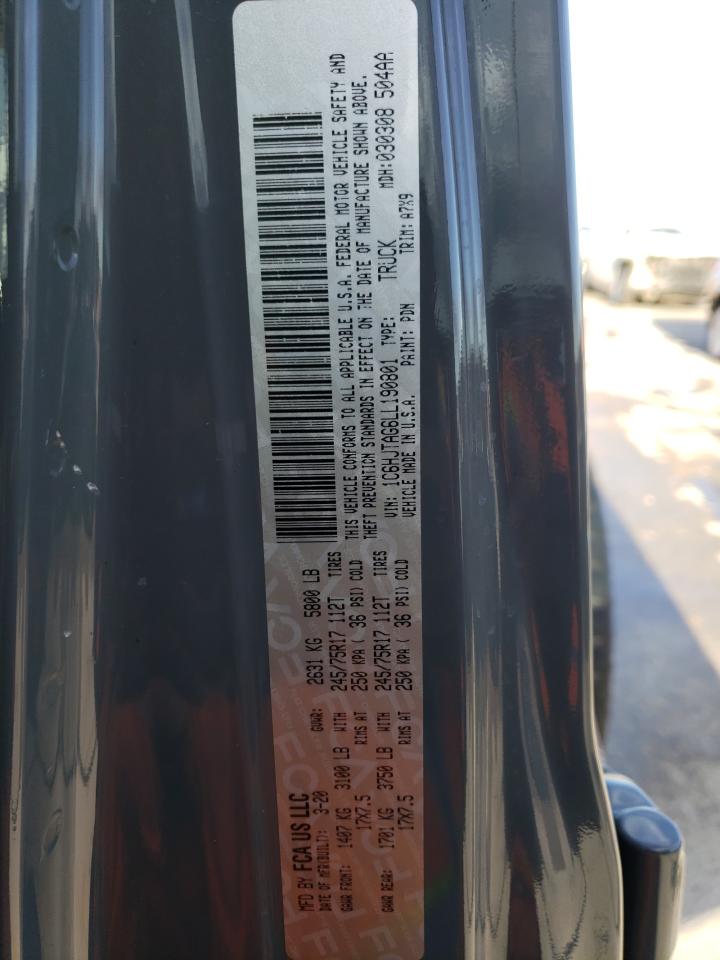 MFD BY FCA US LLC
DATE OF MFR(BUILT): 3-20 GVWR: 2631 KG 5800 LB
GAWR FRONT: 1407 KG 3100 LB WITH 245/75R17 112T TIRES
17X7.5 RIMS AT 250 KPA ( 36 PSI) COLD
GAWR REAR: 1701 KG 3750 LB WITH 245/75R17 112T TIRES
17X7.5 RIMS AT 250 KPA ( 36 PSI) COLD
THIS VEHICLE CONFORMS TO ALL APPLICABLE U.S.A. FEDERAL MOTOR VEHICLE SAFETY AND
THEFT PREVENTION STANDARDS IN EFFECT ON THE DATE OF MANUFACTURE SHOWN ABOVE.
VIN: 1C6HJTAG6LL190801 TYPE: TRUCK MDH:030308 504AA
VEHICLE MADE IN U.S.A. PAINT: PDN TRIM: A7X9